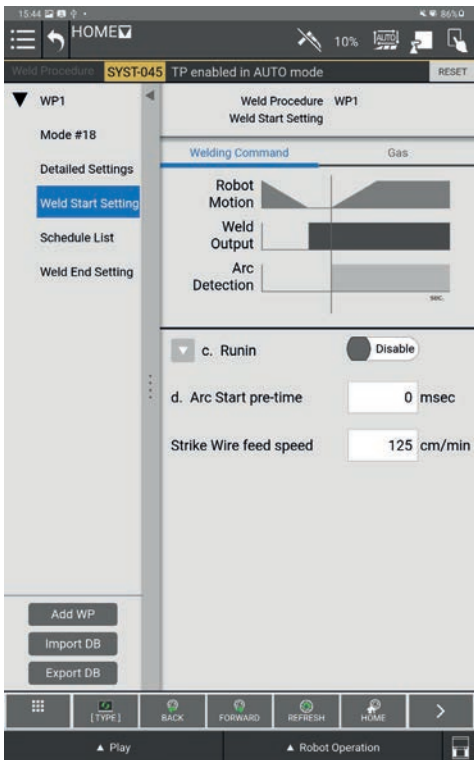 15:44 86%
HOME
10% AUTO
Weld Procedure SYST-045 TP enabled in AUTO mode RESET
WP1
Mode #18
Detailed Settings
Weld Start Setting
Schedule List
Weld End Setting
Add WP
Import DB
Export DB
Weld Procedure WP1
Weld Start Setting
Welding Command Gas
Robot
Motion
Weld
Output
Arc
Detection
sec.
c. Runin Disable
d. Arc Start pre-time 0 msec
Strike Wire feed speed 125 cm/min
[TYPE] BACK FORWARD REFRESH HOME
Play Robot Operation